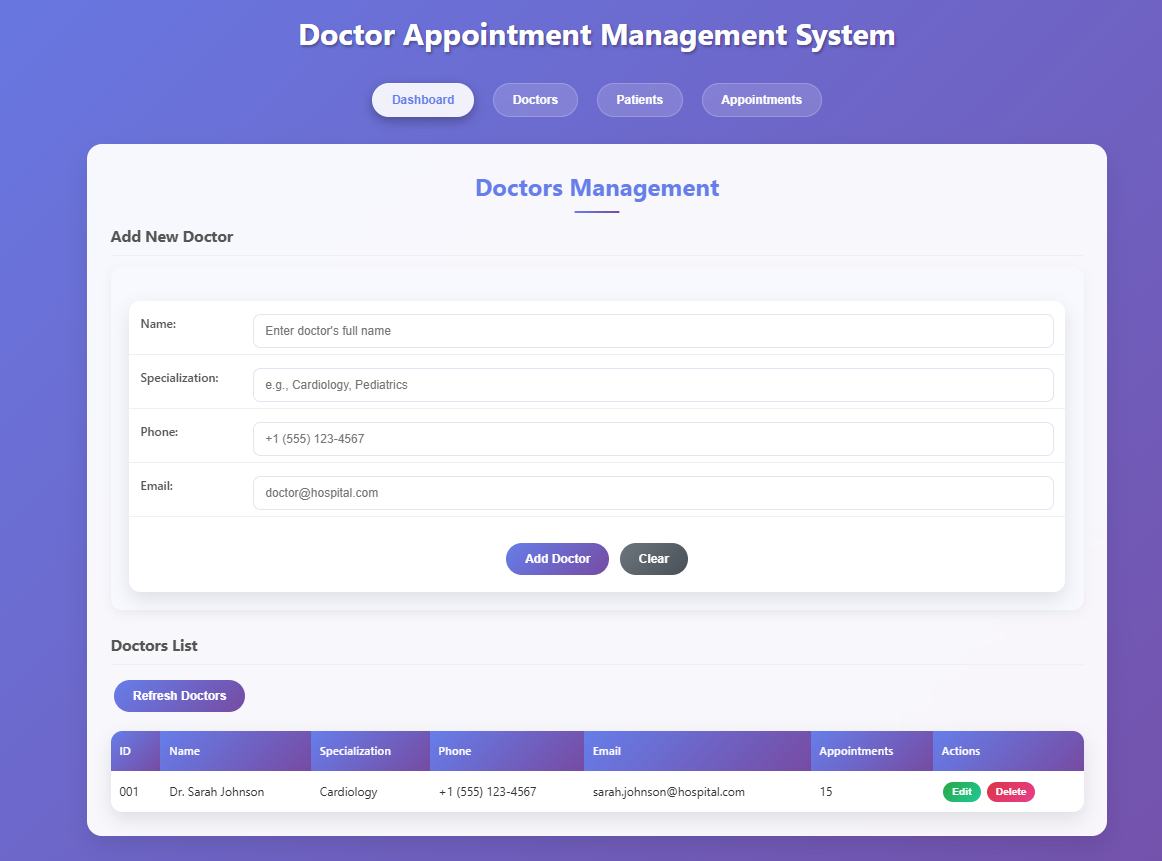 Doctor Appointment Management System
Dashboard Doctors Patients Appointments
Doctors Management
Add New Doctor
Name: Enter doctor's full name
Specialization: e.g., Cardiology, Pediatrics
Phone: +1 (555) 123-4567
Email: doctor@hospital.com
Add Doctor Clear
Doctors List
Refresh Doctors
ID Name Specialization Phone Email Appointments Actions
001 Dr. Sarah Johnson Cardiology +1 (555) 123-4567 sarah.johnson@hospital.com 15 Edit Delete